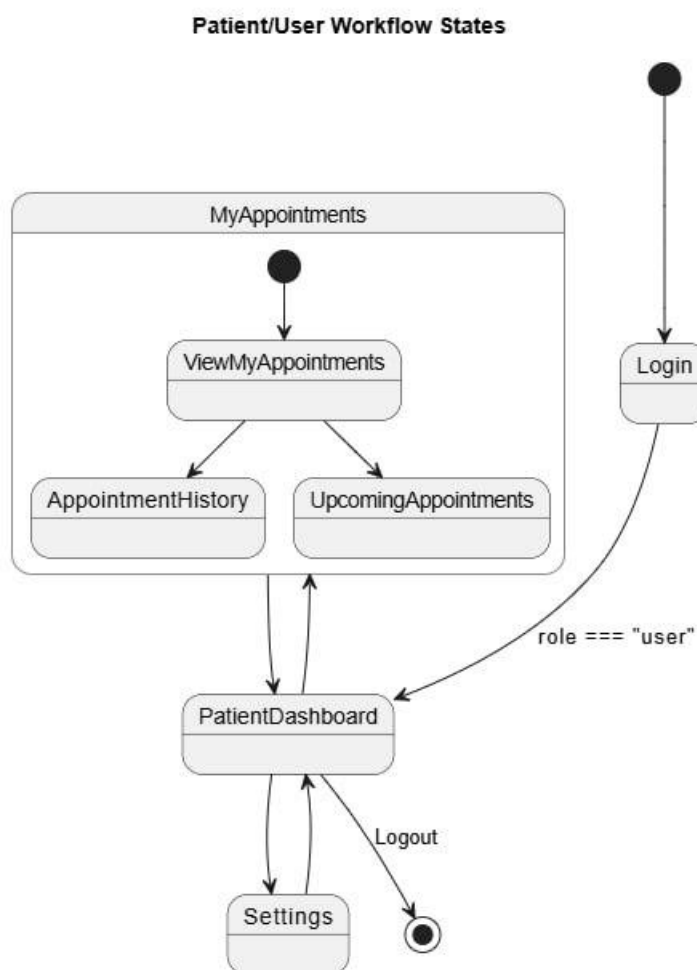 Patient/User Workflow States
MyAppointments
ViewMyAppointments
Login
AppointmentHistory
UpcomingAppointments
role === "user"
PatientDashboard
Logout
Settings